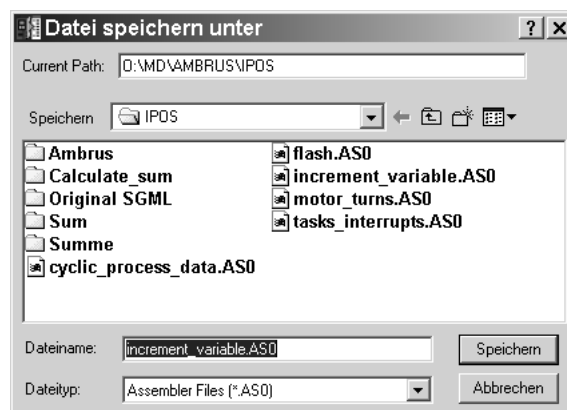 Datei speichern unter
Current Path: O:\MD\AMBRUS\IPOS
Speichern IPOS
Ambrus
Calculate_sum
Original SGML
Sum
Summe
cyclic_process_data.AS0
flash.AS0
increment_variable.AS0
motor_turns.AS0
tasks_interrupts.AS0
Dateiname: increment_variable.AS0 Speichern
Dateityp: Assembler Files (*.AS0) Abbrechen